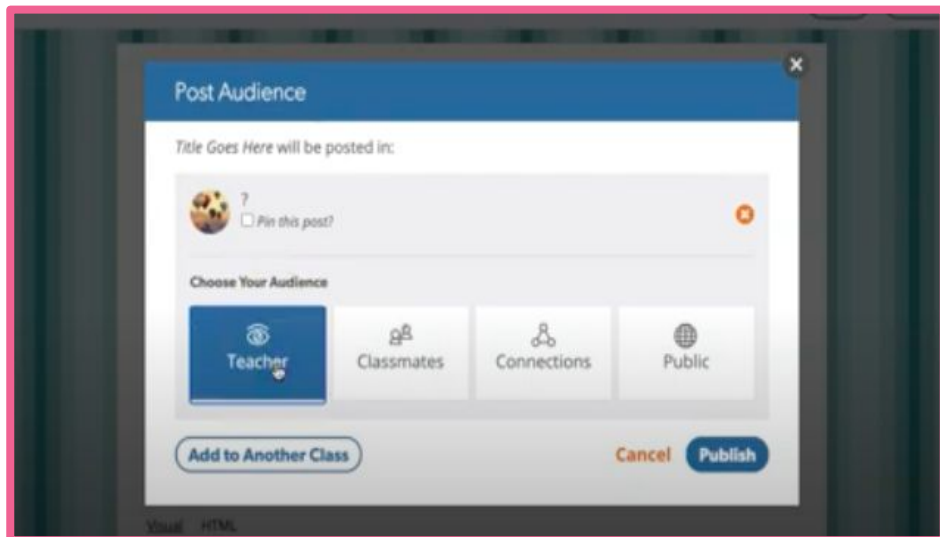 Post Audience
Title Goes Here will be posted in:
?
Pin this post?
Choose Your Audience
Teacher
Classmates
Connections
Public
Add to Another Class
Cancel
Publish
Visual HTML